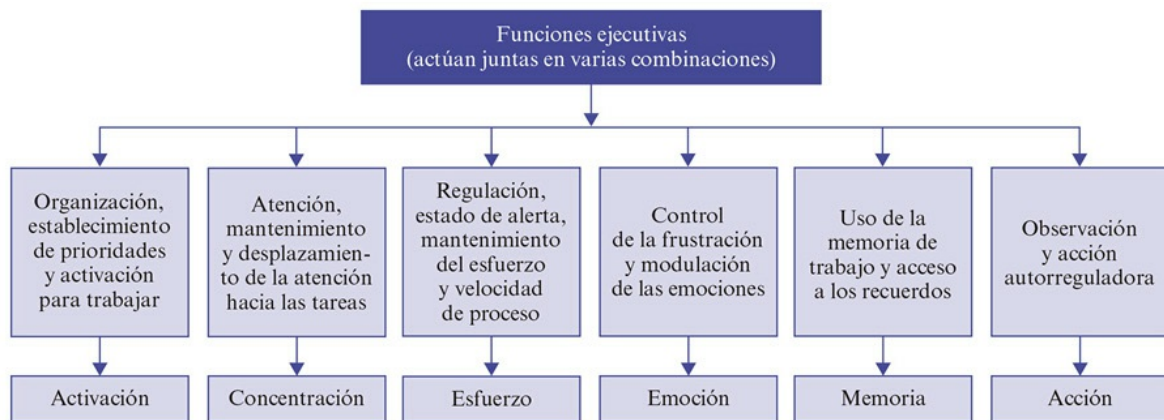 Funciones ejecutivas
(actúan juntas en varias combinaciones)
Organización,
establecimiento
de prioridades
y activación
para trabajar
Atención,
mantenimiento
y desplazamien-
to de la atención
hacia las tareas
Regulación,
estado de alerta,
mantenimiento
del esfuerzo
y velocidad
de proceso
Control
de la frustración
y modulación
de las emociones
Uso de la
memoria de
trabajo y acceso
a los recuerdos
Observación
y acción
autorreguladora
Activación
Concentración
Esfuerzo
Emoción
Memoria
Acción